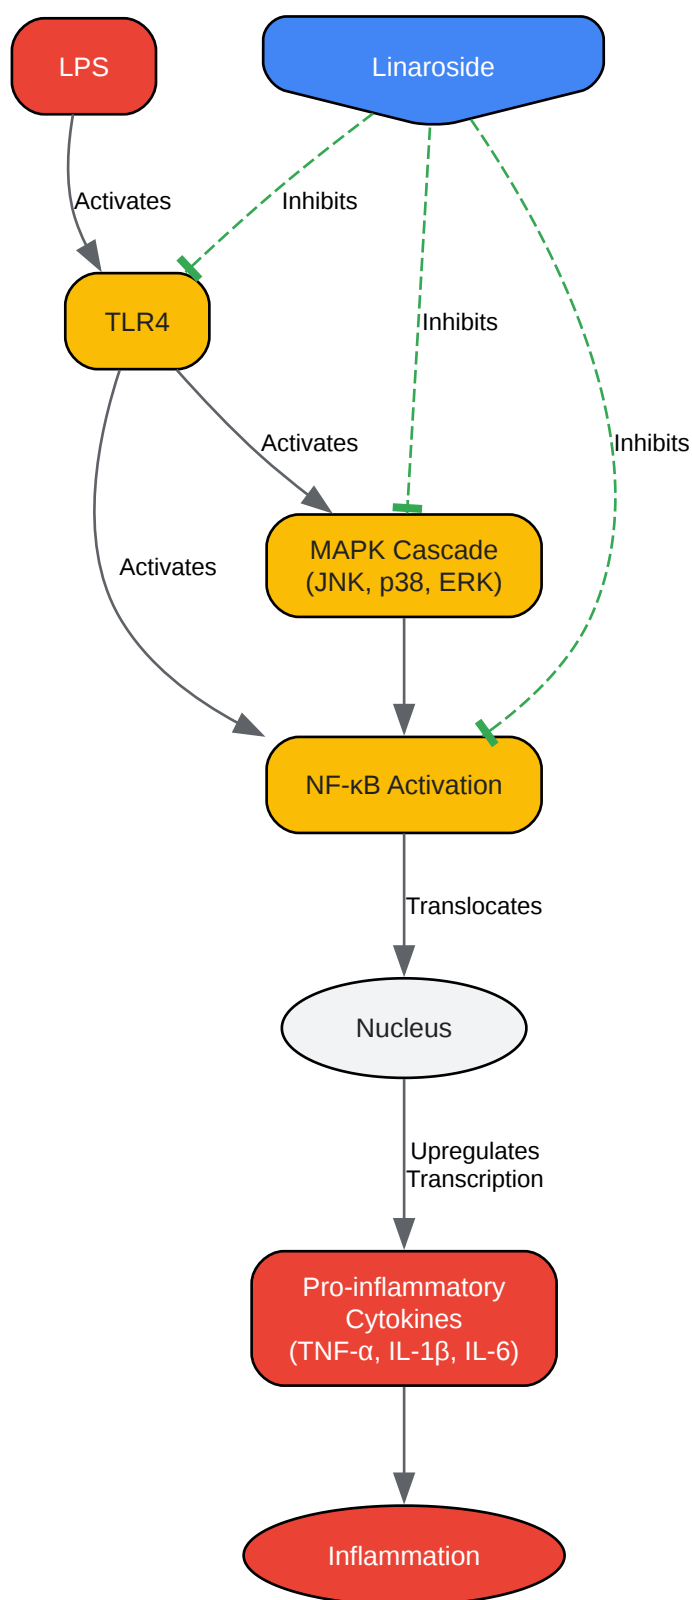 LPS
Linaroside
Activates
Inhibits
TLR4
Inhibits
Activates
Inhibits
MAPK Cascade
(JNK, p38, ERK)
Activates
NF-κB Activation
Translocates
Nucleus
Upregulates
Transcription
Pro-inflammatory
Cytokines
(TNF-α, IL-1β, IL-6)
Inflammation